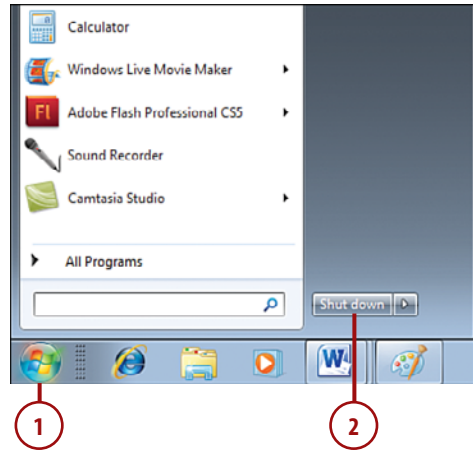 Calculator
Windows Live Movie Maker
Fl Adobe Flash Professional CS5
Sound Recorder
Camtasia Studio
All Programs
Shut down
W
1 2